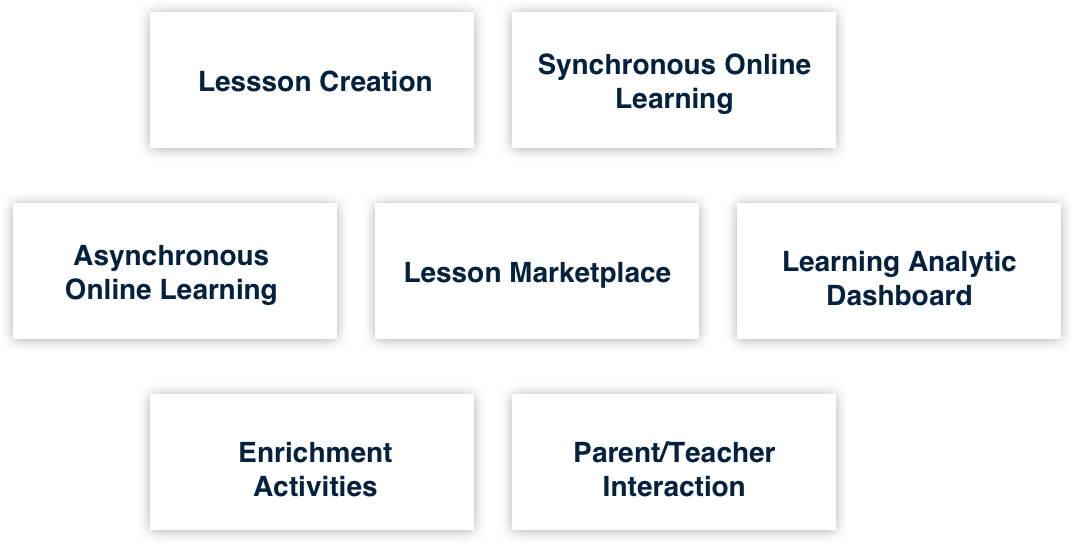 Lessson Creation
Synchronous Online
Learning
Asynchronous
Online Learning
Lesson Marketplace
Learning Analytic
Dashboard
Enrichment
Activities
Parent/Teacher
Interaction